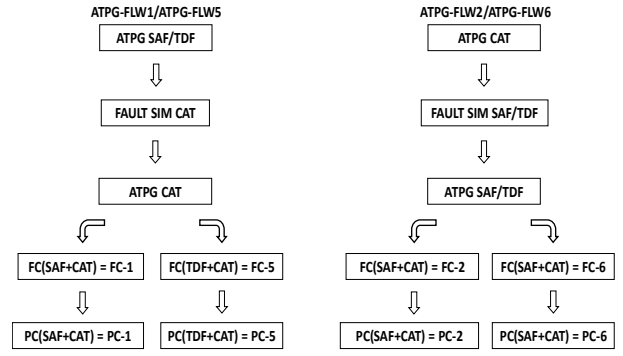 ATPG-FLW1/ATPG-FLW5
ATPG SAF/TDF
FAULT SIM CAT
ATPG CAT
FC(SAF+CAT) = FC-1
FC(TDF+CAT) = FC-5
PC(SAF+CAT) = PC-1
PC(TDF+CAT) = PC-5
ATPG-FLW2/ATPG-FLW6
ATPG CAT
FAULT SIM SAF/TDF
ATPG SAF/TDF
FC(SAF+CAT) = FC-2
FC(SAF+CAT) = FC-6
PC(SAF+CAT) = PC-2
PC(SAF+CAT) = PC-6